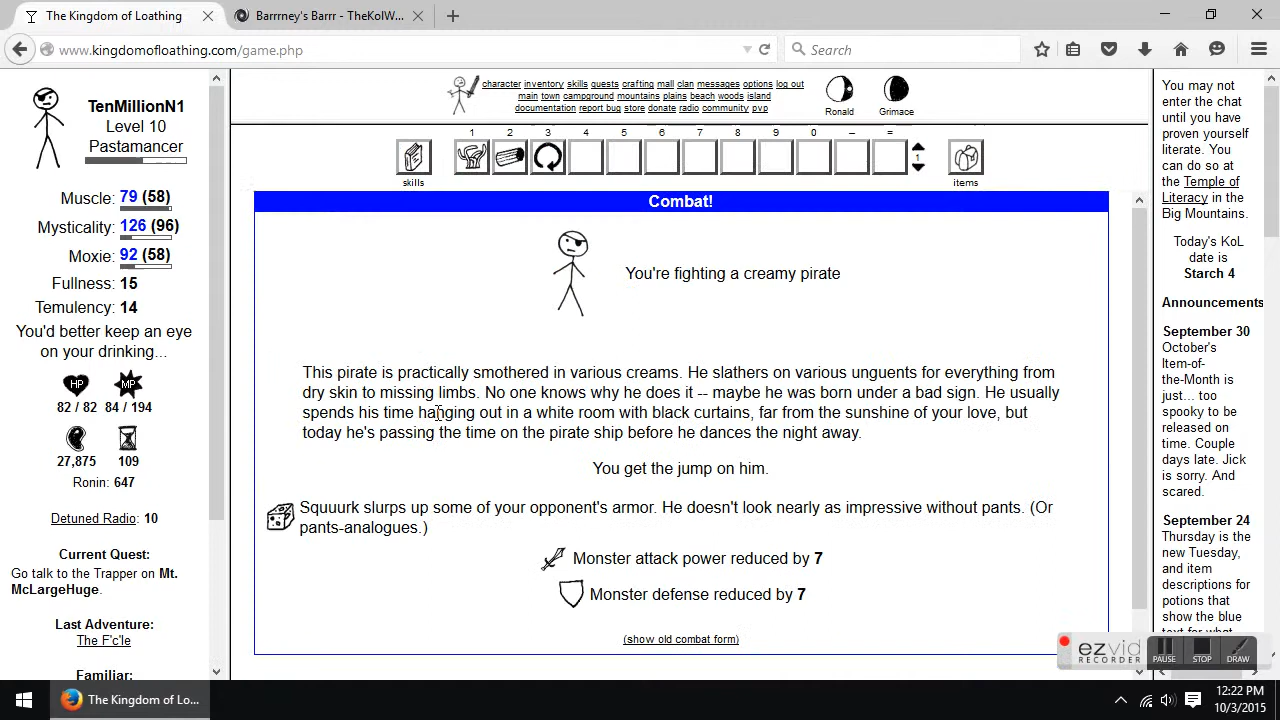 The Kingdom of Loathing
Barrrney's Barrr - TheKolW...
www.kingdomofloathing.com/game.php
Search
TenMillionN1
Level 10
Pastamancer
Muscle: 79 (58)
Mysticality: 126 (96)
Moxie: 92 (58)
Fullness: 15
Temulency: 14
You'd better keep an eye
on your drinking...
HP MP
82 / 82 84 / 194
27,875 109
Ronin: 647
Detuned Radio: 10
Current Quest:
Go talk to the Trapper on Mt.
McLargeHuge.
Last Adventure:
The F'c'le
Familiar:
character inventory skills quests crafting mall clan messages options log out
main town campground mountains plains beach woods island
documentation report bug store donate radio community pvp
Ronald Grimace
1 2 3 4 5 6 7 8 9 0 – =
1
skills items
Combat!
You're fighting a creamy pirate
This pirate is practically smothered in various creams. He slathers on various unguents for everything from
dry skin to missing limbs. No one knows why he does it -- maybe he was born under a bad sign. He usually
spends his time hanging out in a white room with black curtains, far from the sunshine of your love, but
today he's passing the time on the pirate ship before he dances the night away.
You get the jump on him.
Squuurk slurps up some of your opponent's armor. He doesn't look nearly as impressive without pants. (Or
pants-analogues.)
Monster attack power reduced by 7
Monster defense reduced by 7
(show old combat form)
You may not
enter the chat
until you have
proven yourself
literate. You
can do so at
the Temple of
Literacy in the
Big Mountains.
Today's KoL
date is
Starch 4
Announcements
September 30
October's
Item-of-
the-Month is
just... too
spooky to be
released on
time. Couple
days late. Jick
is sorry. And
scared.
September 24
Thursday is the
new Tuesday,
and item
descriptions for
potions that
show the blue
text for what
ezvid
RECORDER
PAUSE STOP DRAW
The Kingdom of Lo...
12:22 PM
10/3/2015